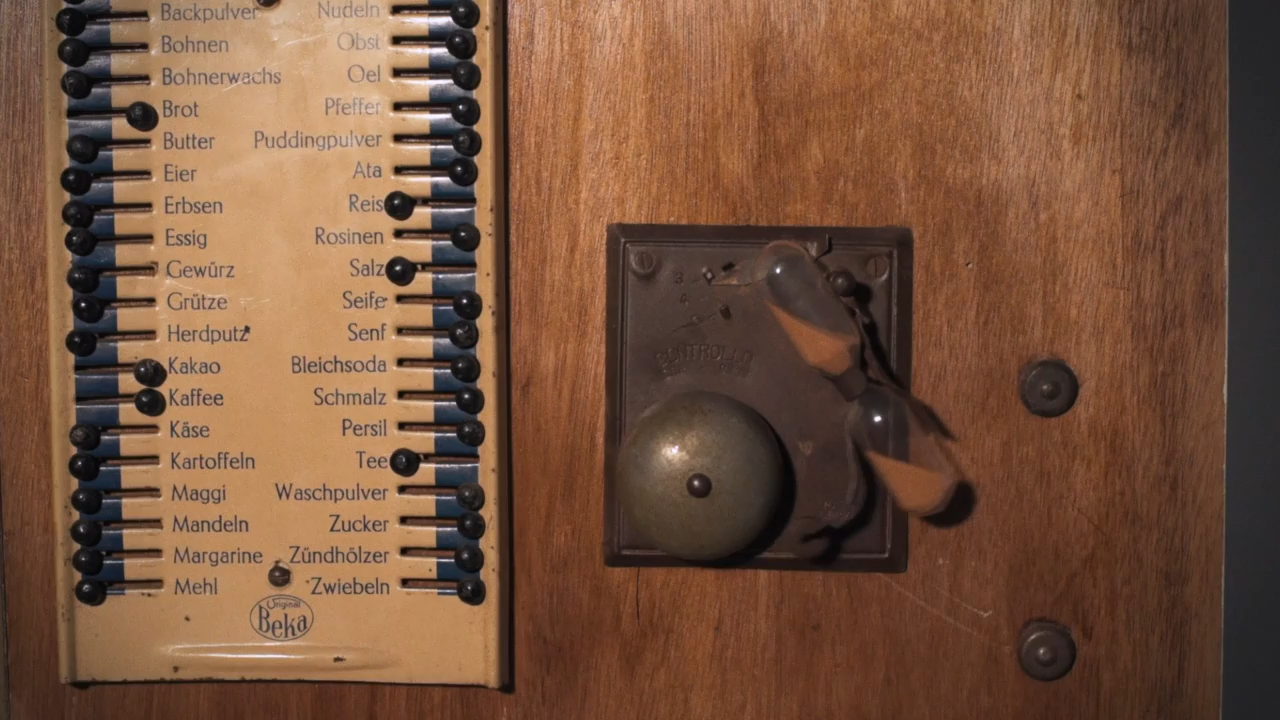 Backpulver Nudeln
Bohnen Obst
Bohnerwachs Oel
Brot Pfeffer
Butter Puddingpulver
Eier Ata
Erbsen Reis
Essig Rosinen
Gewürz Salz
Grütze Seife
Herdputz Senf
Kakao Bleichsoda
Kaffee Schmalz
Käse Persil
Kartoffeln Tee
Maggi Waschpulver
Mandeln Zucker
Margarine Zündhölzer
Mehl Zwiebeln
Original
Beka
3
4